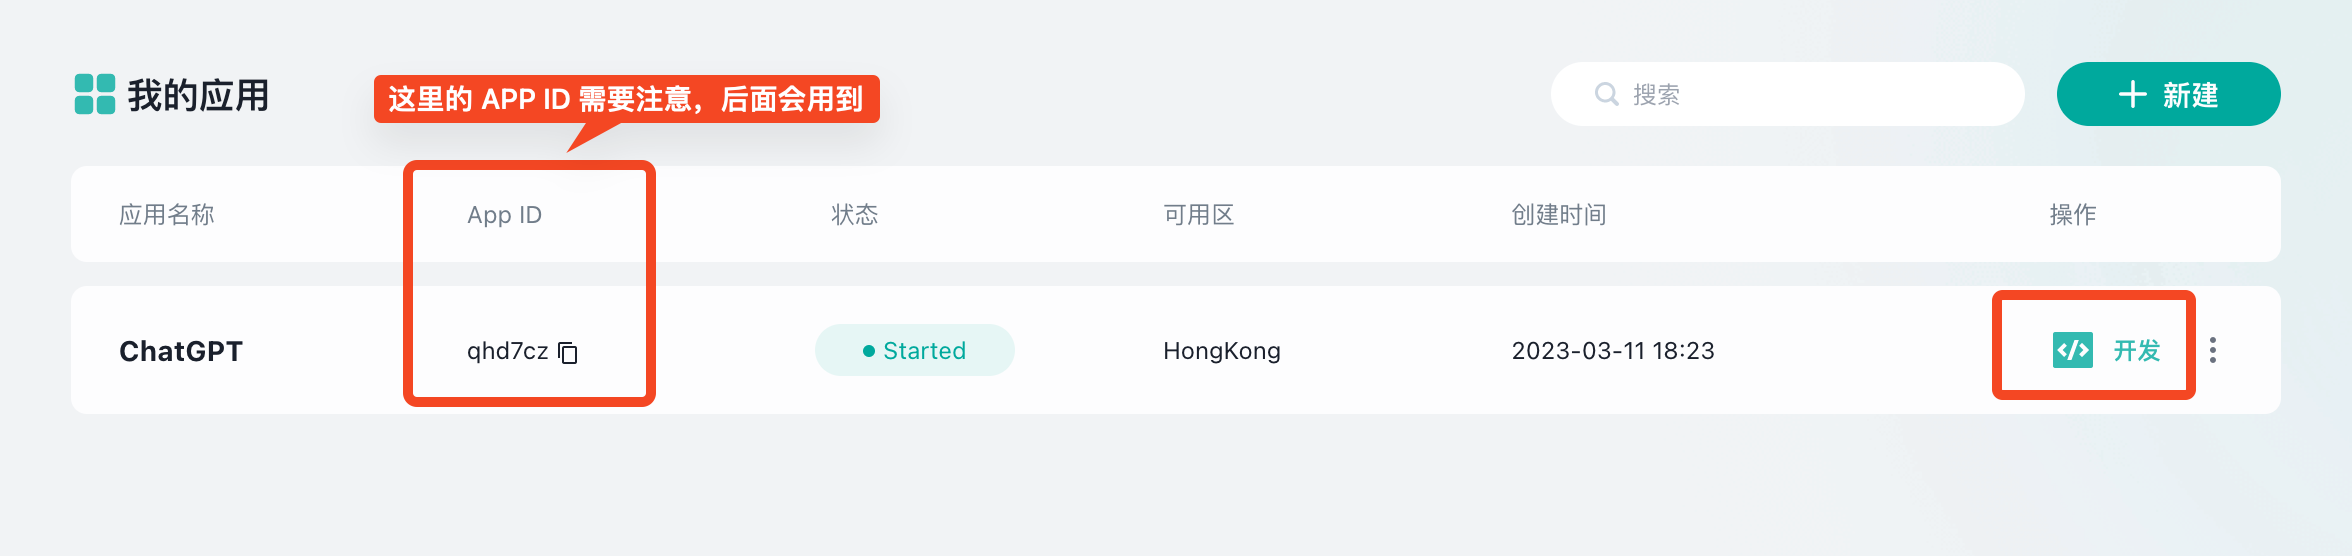 我的应用
这里的 APP ID 需要注意，后面会用到
搜索
新建
应用名称 App ID 状态 可用区 创建时间 操作
ChatGPT qhd7cz Started HongKong 2023-03-11 18:23 开发